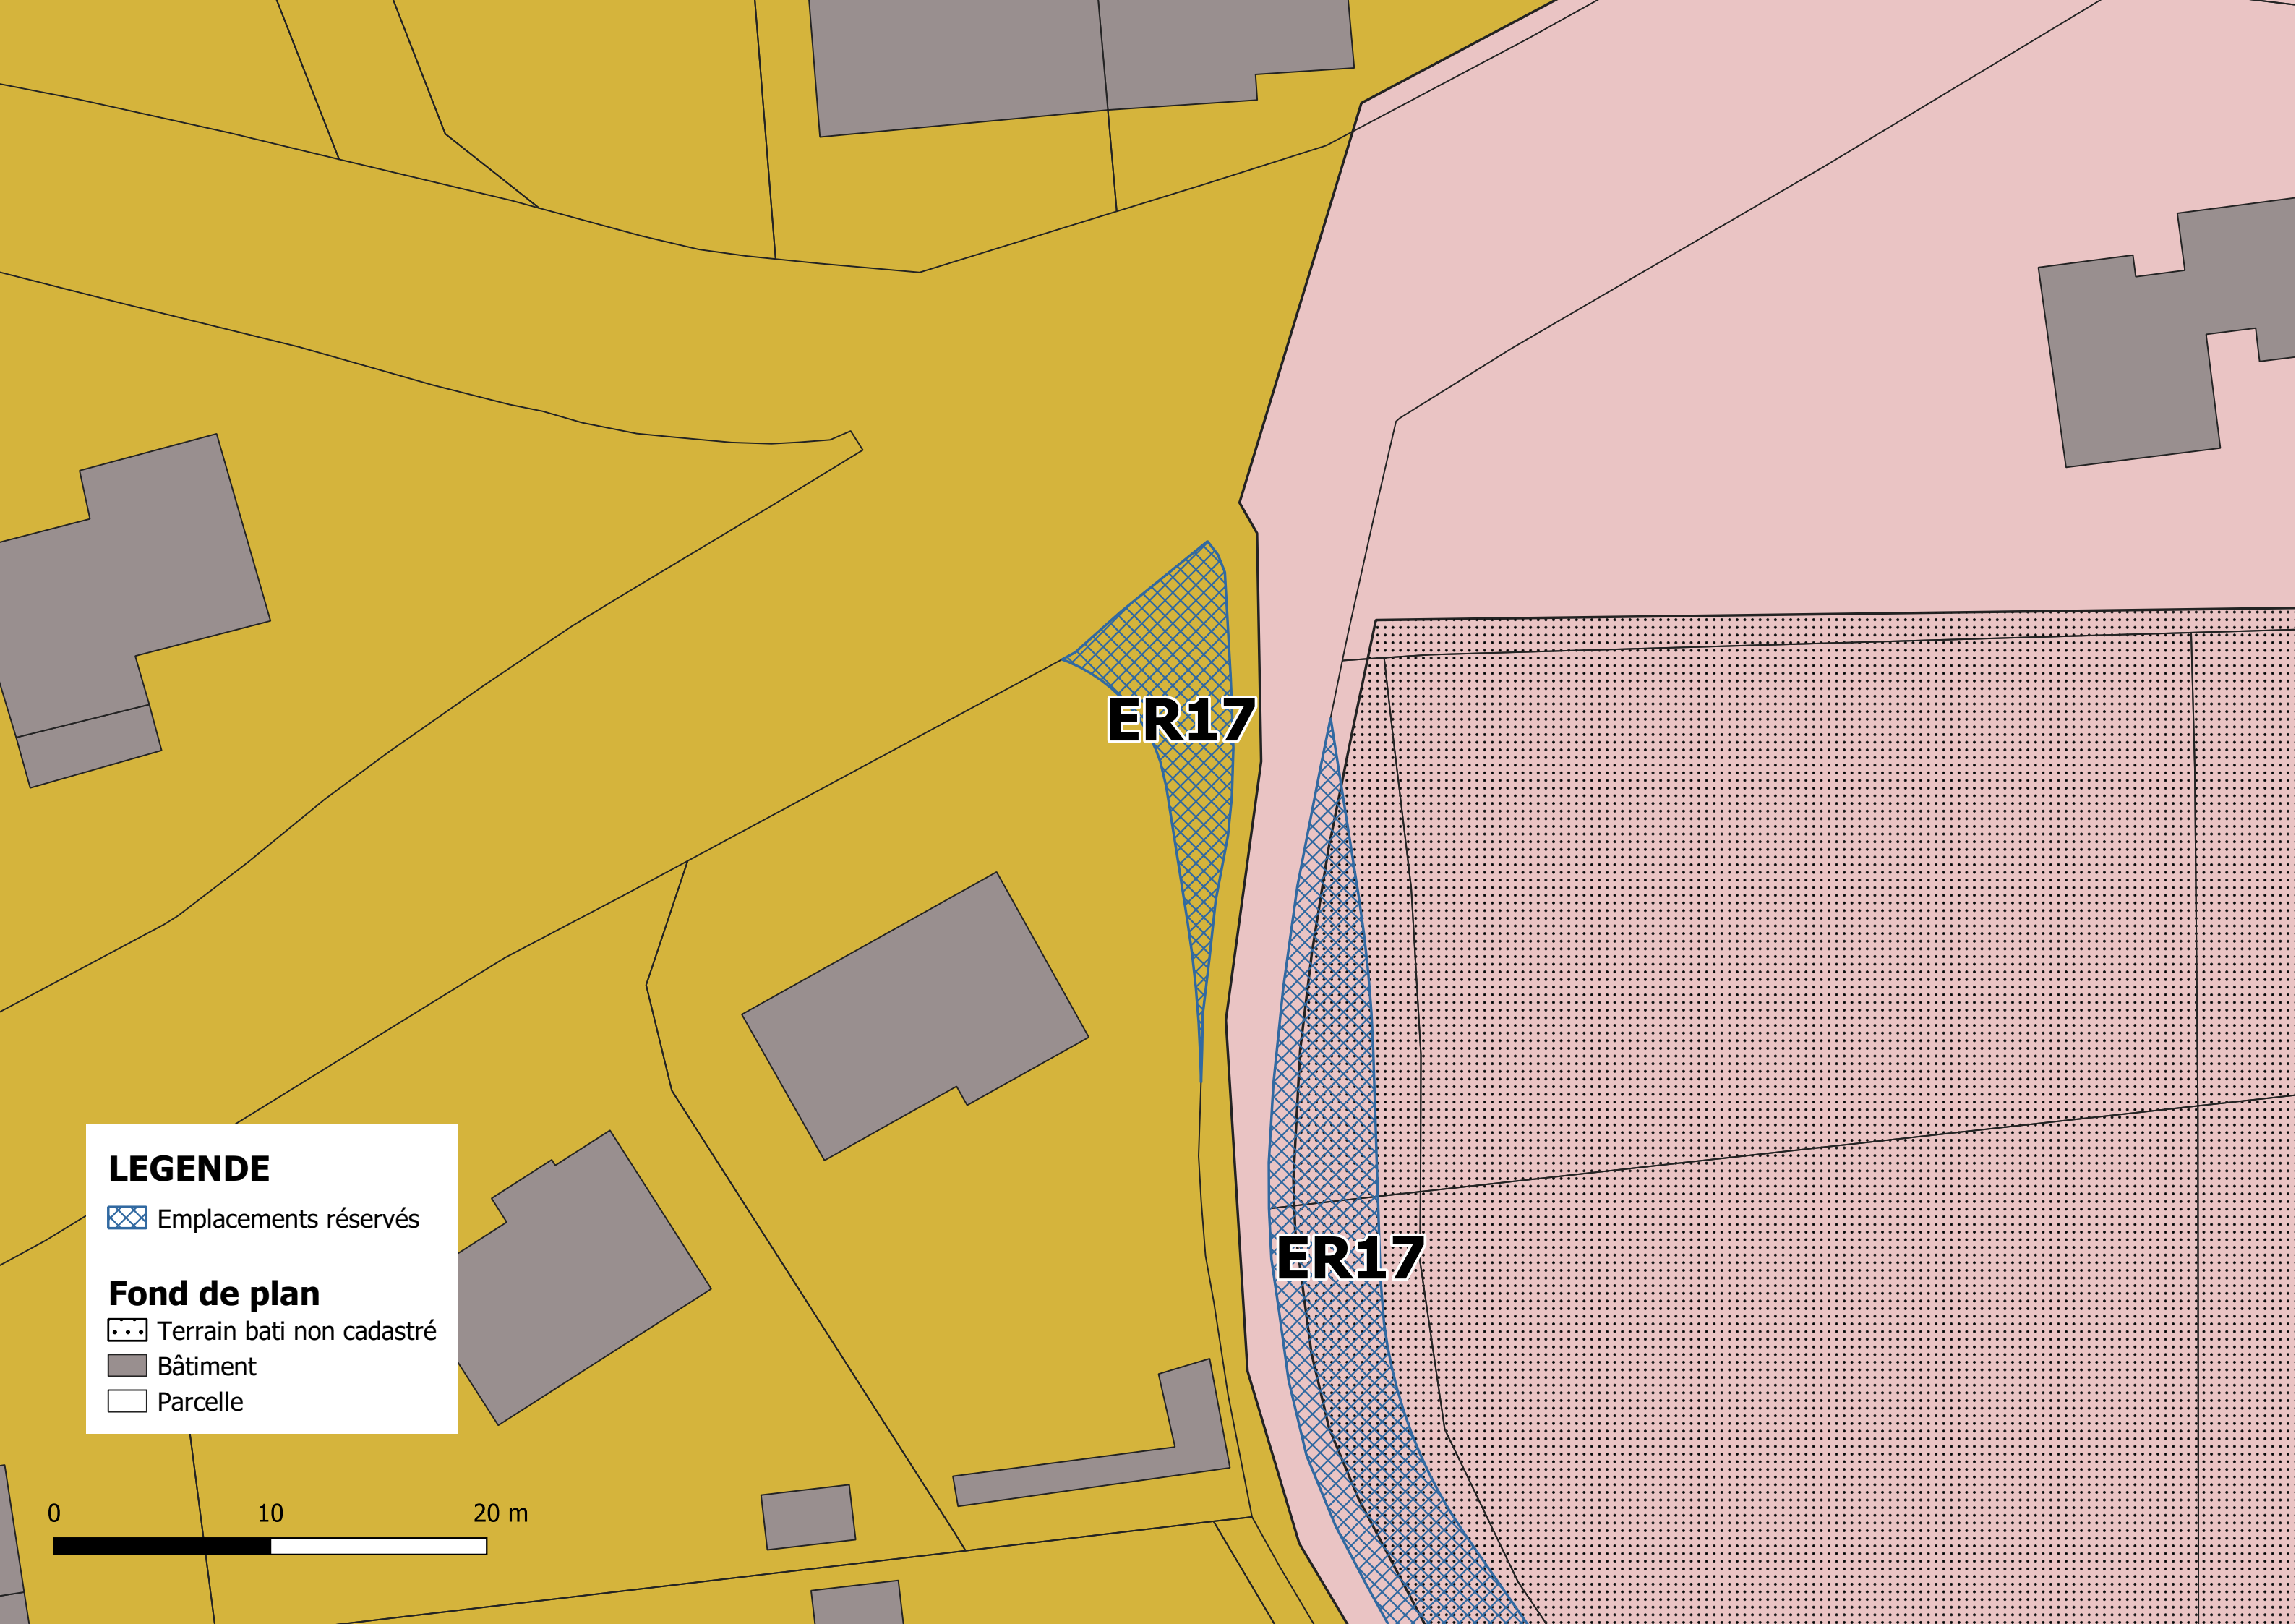 ER17
ER17
LEGENDE
Emplacements réservés
Fond de plan
Terrain bati non cadastré
Bâtiment
Parcelle
0 10 20 m